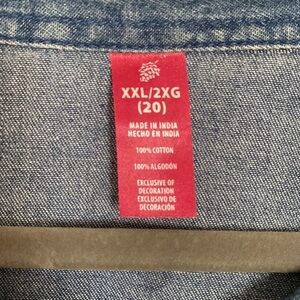 XXL/2XG
(20)
MADE IN INDIA
HECHO EN INDIA
100% COTTON
100% ALGODÓN
EXCLUSIVE OF
DECORATION
EXCLUSIVO DE
DECORACIÓN